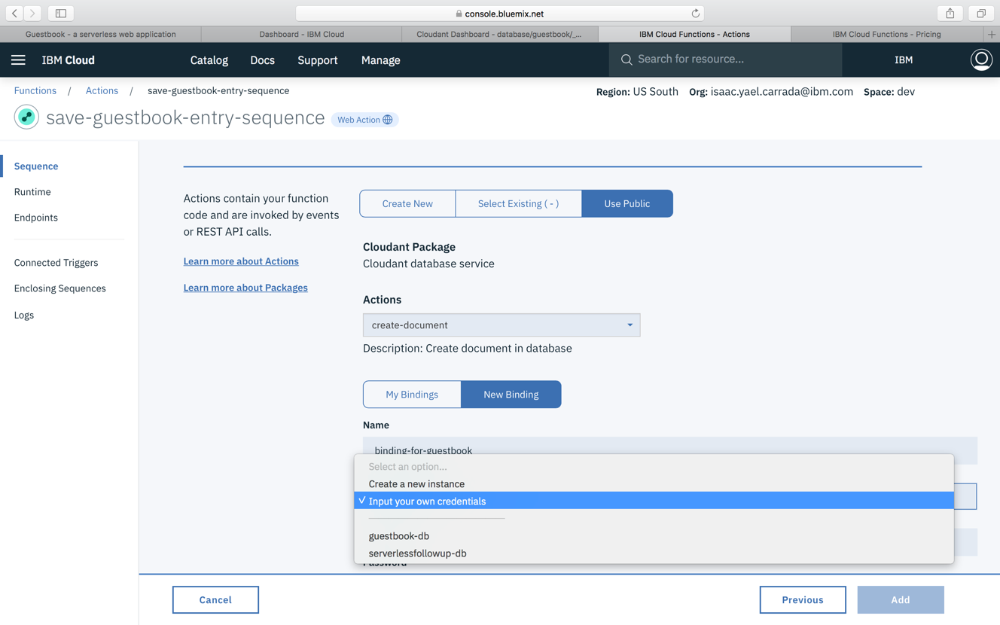 console.bluemix.net
Guestbook - a serverless web application
Dashboard - IBM Cloud
Cloudant Dashboard - database/guestbook/_...
IBM Cloud Functions - Actions
IBM Cloud Functions - Pricing
IBM Cloud
Catalog
Docs
Support
Manage
Search for resource...
IBM
Functions / Actions / save-guestbook-entry-sequence
Region: US South Org: isaac.yael.carrada@ibm.com Space: dev
save-guestbook-entry-sequence
Web Action
Sequence
Runtime
Endpoints
Connected Triggers
Enclosing Sequences
Logs
Actions contain your function
code and are invoked by events
or REST API calls.
Learn more about Actions
Learn more about Packages
Create New
Select Existing ( - )
Use Public
Cloudant Package
Cloudant database service
Actions
create-document
Description: Create document in database
My Bindings
New Binding
Name
binding-for-guestbook
Select an option...
Create a new instance
✓ Input your own credentials
guestbook-db
serverlessfollowup-db
Password
Cancel
Previous
Add